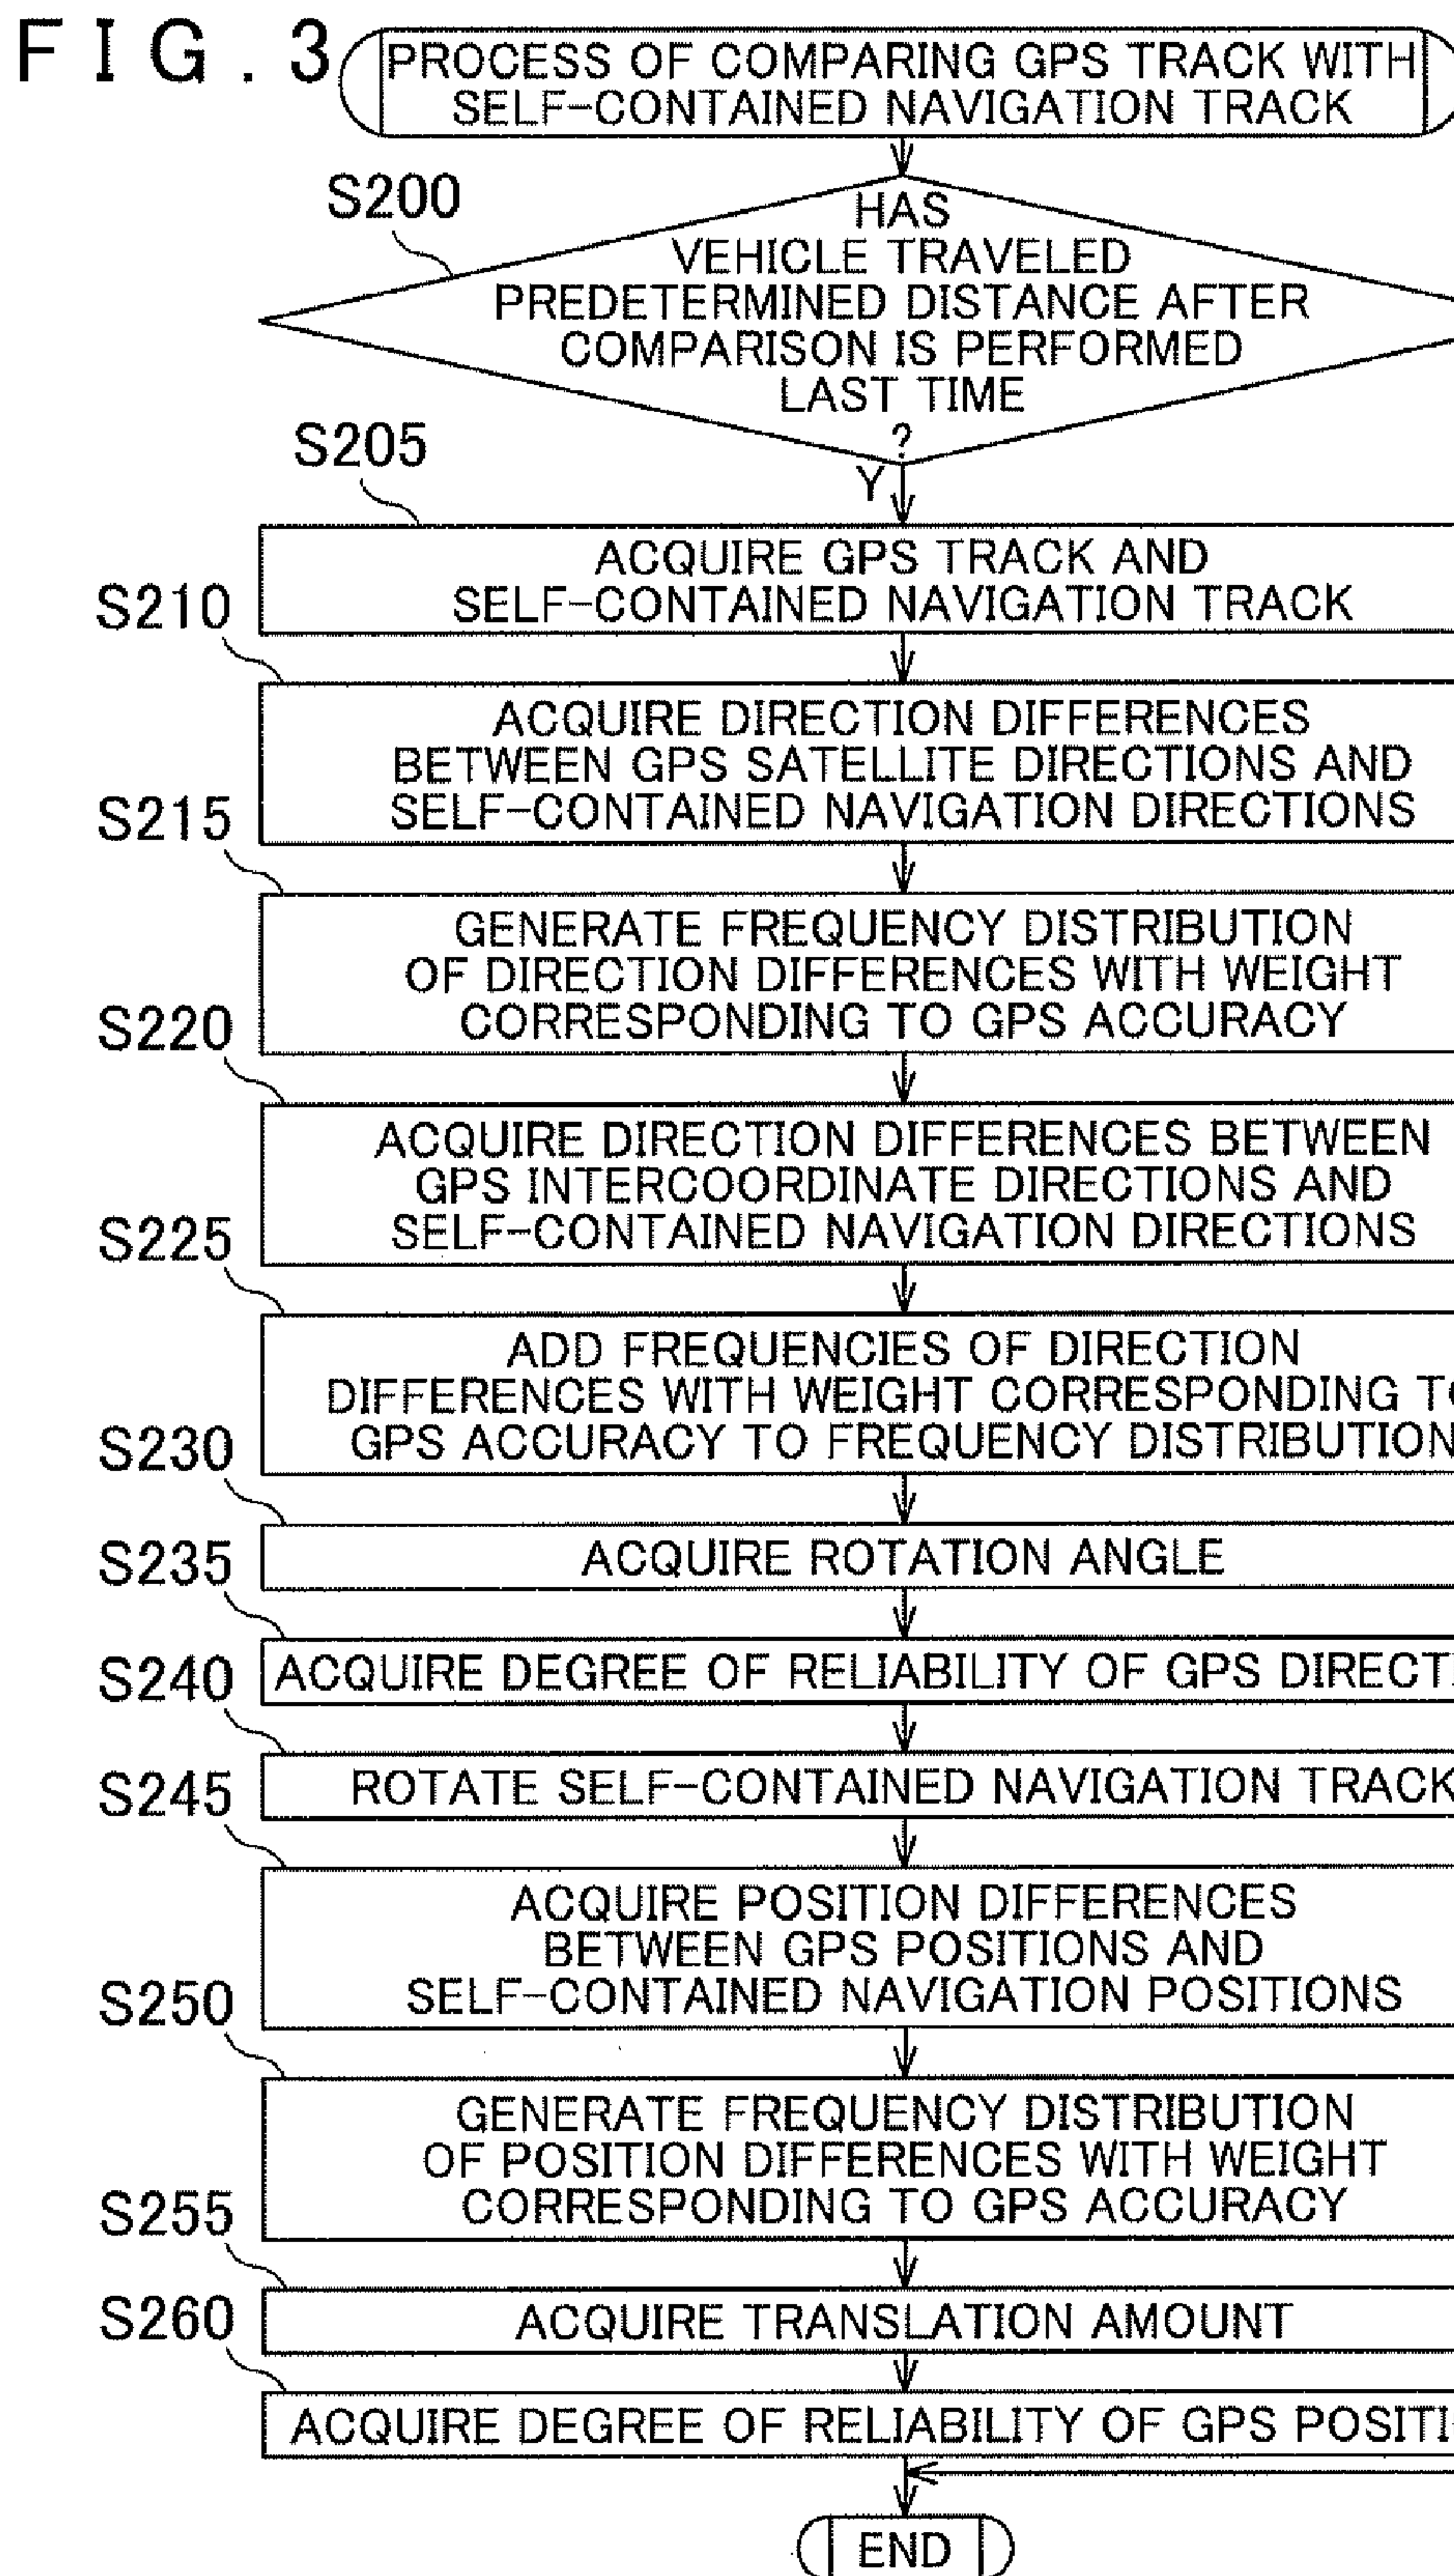 FIG.3
PROCESS OF COMPARING GPS TRACK WITH
SELF-CONTAINED NAVIGATION TRACK
S200
HAS
VEHICLE TRAVELED
PREDETERMINED DISTANCE AFTER
COMPARISON IS PERFORMED
LAST TIME
?
Y
S205
ACQUIRE GPS TRACK AND
SELF-CONTAINED NAVIGATION TRACK
S210
ACQUIRE DIRECTION DIFFERENCES
BETWEEN GPS SATELLITE DIRECTIONS AND
SELF-CONTAINED NAVIGATION DIRECTIONS
S215
GENERATE FREQUENCY DISTRIBUTION
OF DIRECTION DIFFERENCES WITH WEIGHT
CORRESPONDING TO GPS ACCURACY
S220
ACQUIRE DIRECTION DIFFERENCES BETWEEN
GPS INTERCOORDINATE DIRECTIONS AND
SELF-CONTAINED NAVIGATION DIRECTIONS
S225
ADD FREQUENCIES OF DIRECTION
DIFFERENCES WITH WEIGHT CORRESPONDING TO
GPS ACCURACY TO FREQUENCY DISTRIBUTION
S230
ACQUIRE ROTATION ANGLE
S235
ACQUIRE DEGREE OF RELIABILITY OF GPS DIRECTI
S240
ROTATE SELF-CONTAINED NAVIGATION TRACK
S245
ACQUIRE POSITION DIFFERENCES
BETWEEN GPS POSITIONS AND
SELF-CONTAINED NAVIGATION POSITIONS
S250
GENERATE FREQUENCY DISTRIBUTION
OF POSITION DIFFERENCES WITH WEIGHT
CORRESPONDING TO GPS ACCURACY
S255
ACQUIRE TRANSLATION AMOUNT
S260
ACQUIRE DEGREE OF RELIABILITY OF GPS POSITI
END